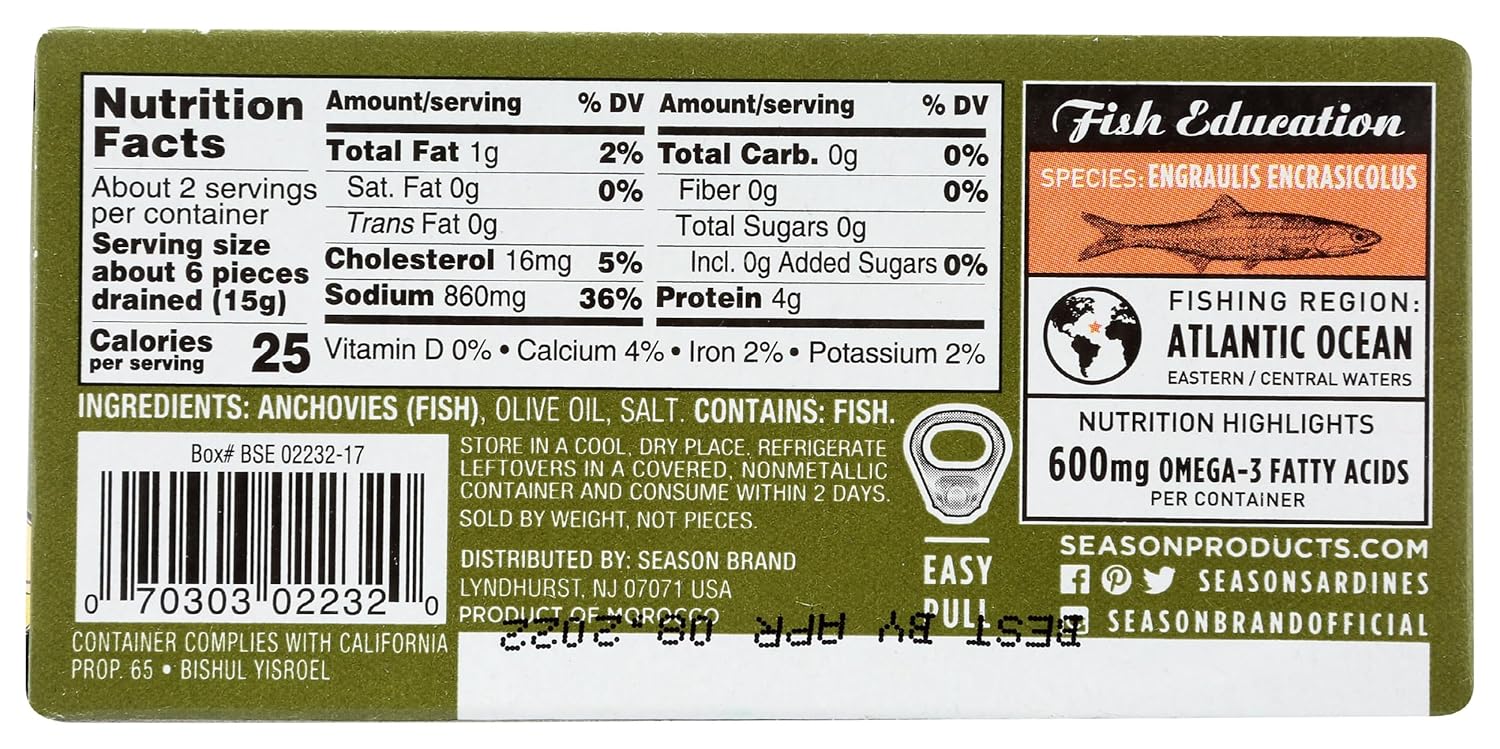 Nutrition
Facts
About 2 servings
per container
Serving size
about 6 pieces
drained (15g)
Calories 25
per serving
Amount/serving % DV
Total Fat 1g 2%
Sat. Fat 0g 0%
Trans Fat 0g
Cholesterol 16mg 5%
Sodium 860mg 36%
Amount/serving % DV
Total Carb. 0g 0%
Fiber 0g 0%
Total Sugars 0g
Incl. 0g Added Sugars 0%
Protein 4g
Vitamin D 0% • Calcium 4% • Iron 2% • Potassium 2%
INGREDIENTS: ANCHOVIES (FISH), OLIVE OIL, SALT. CONTAINS: FISH.
Box# BSE 02232-17
0 70303 02232 0
CONTAINER COMPLIES WITH CALIFORNIA
PROP. 65 • BISHUL YISROEL
STORE IN A COOL, DRY PLACE. REFRIGERATE
LEFTOVERS IN A COVERED, NONMETALLIC
CONTAINER AND CONSUME WITHIN 2 DAYS.
SOLD BY WEIGHT, NOT PIECES.
DISTRIBUTED BY: SEASON BRAND
LYNDHURST, NJ 07071 USA
PRODUCT OF MOROCCO
EASY
PULL
BEST BY APR 08.2022
Fish Education
SPECIES: ENGRAULIS ENCRASICOLUS
FISHING REGION:
ATLANTIC OCEAN
EASTERN / CENTRAL WATERS
NUTRITION HIGHLIGHTS
600mg OMEGA-3 FATTY ACIDS
PER CONTAINER
SEASONPRODUCTS.COM
SEASONSARDINES
SEASONBRANDOFFICIAL